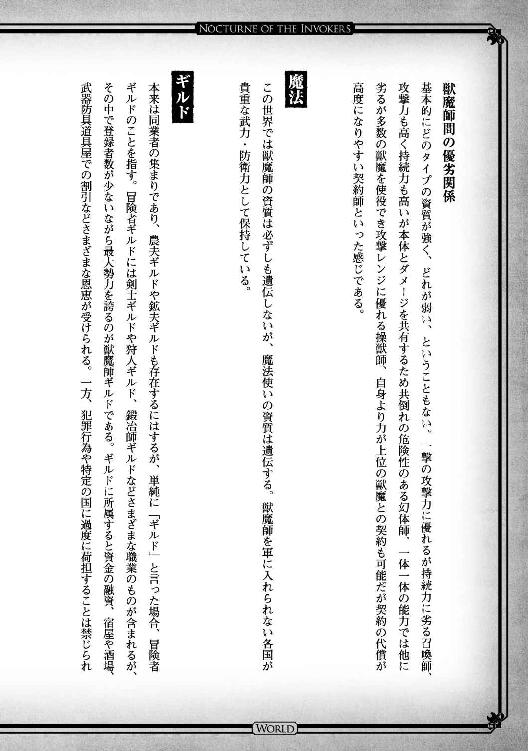 NOCTURNE OF THE INVOKERS
獣魔師間の優劣関係
基本的にどのタイプの資質が強く、どれが弱い、ということもない。一撃の攻撃力に優れるが持続力に劣る召喚師、
攻撃力も高く持続力も高いが本体とダメージを共有するため共倒れの危険性のある幻体師、一体一体の能力では他に
劣るが多数の獣魔を使役でき攻撃レンジに優れる操獣師、自身より力が上位の獣魔との契約も可能だが契約の代償が
高度になりやすい契約師といった感じである。
魔法
この世界では獣魔師の資質は必ずしも遺伝しないが、魔法使いの資質は遺伝する。獣魔師を軍に入れられない各国が
貴重な武力・防衛力として保持している。
ギルド
本来は同業者の集まりであり、農夫ギルドや鉱夫ギルドも存在するにはするが、単純に「ギルド」と言った場合、冒険者
ギルドのことを指す。冒険者ギルドには剣士ギルドや狩人ギルド、鍛冶師ギルドなどさまざまな職業のものが含まれるが、
その中で登録者数が少ないながら最大勢力を誇るのが獣魔師ギルドである。ギルドに所属すると資金の融資、宿屋や酒場、
武器防具道具屋での割引などさまざまな恩恵が受けられる。一方、犯罪行為や特定の国に過度に荷担することは禁じられ
WORLD